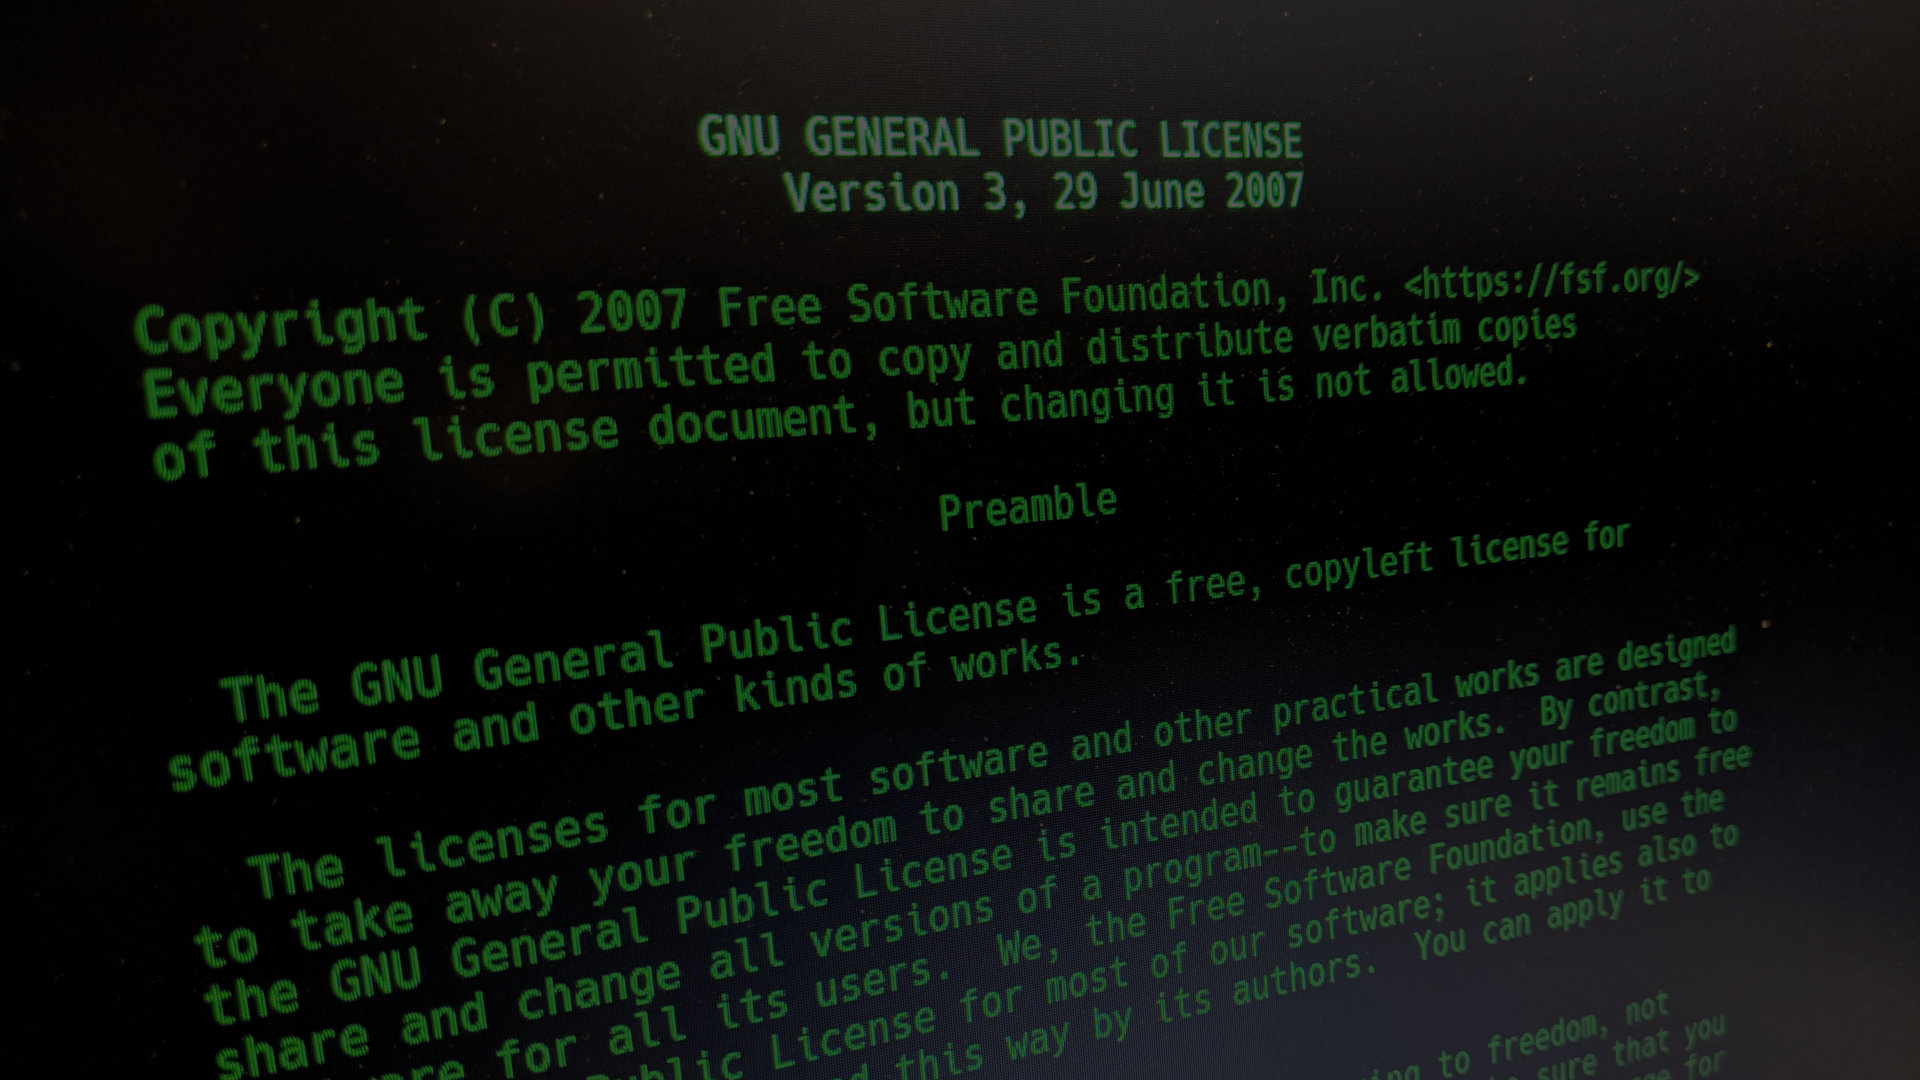 GNU GENERAL PUBLIC LICENSE
Version 3, 29 June 2007
Copyright (C) 2007 Free Software Foundation, Inc. <https://fsf.org/>
Everyone is permitted to copy and distribute verbatim copies
of this license document, but changing it is not allowed.
Preamble
The GNU General Public License is a free, copyleft license for
software and other kinds of works.
The licenses for most software and other practical works are designed
to take away your freedom to share and change the works. By contrast,
the GNU General Public License is intended to guarantee your freedom to
share and change all versions of a program--to make sure it remains free
for all its users. We, the Free Software Foundation, use the
License for most of our software; it applies also to
this way by its authors. You can apply it to
to freedom, not
sure that you
for